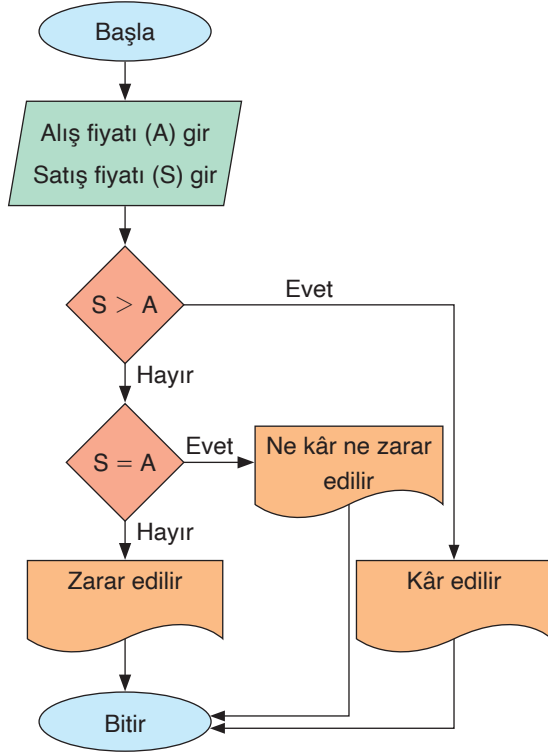 Başla
Alış fiyatı (A) gir
Satış fiyatı (S) gir
S > A
Evet
Hayır
S = A
Evet
Ne kâr ne zarar
edilir
Hayır
Zarar edilir
Kâr edilir
Bitir